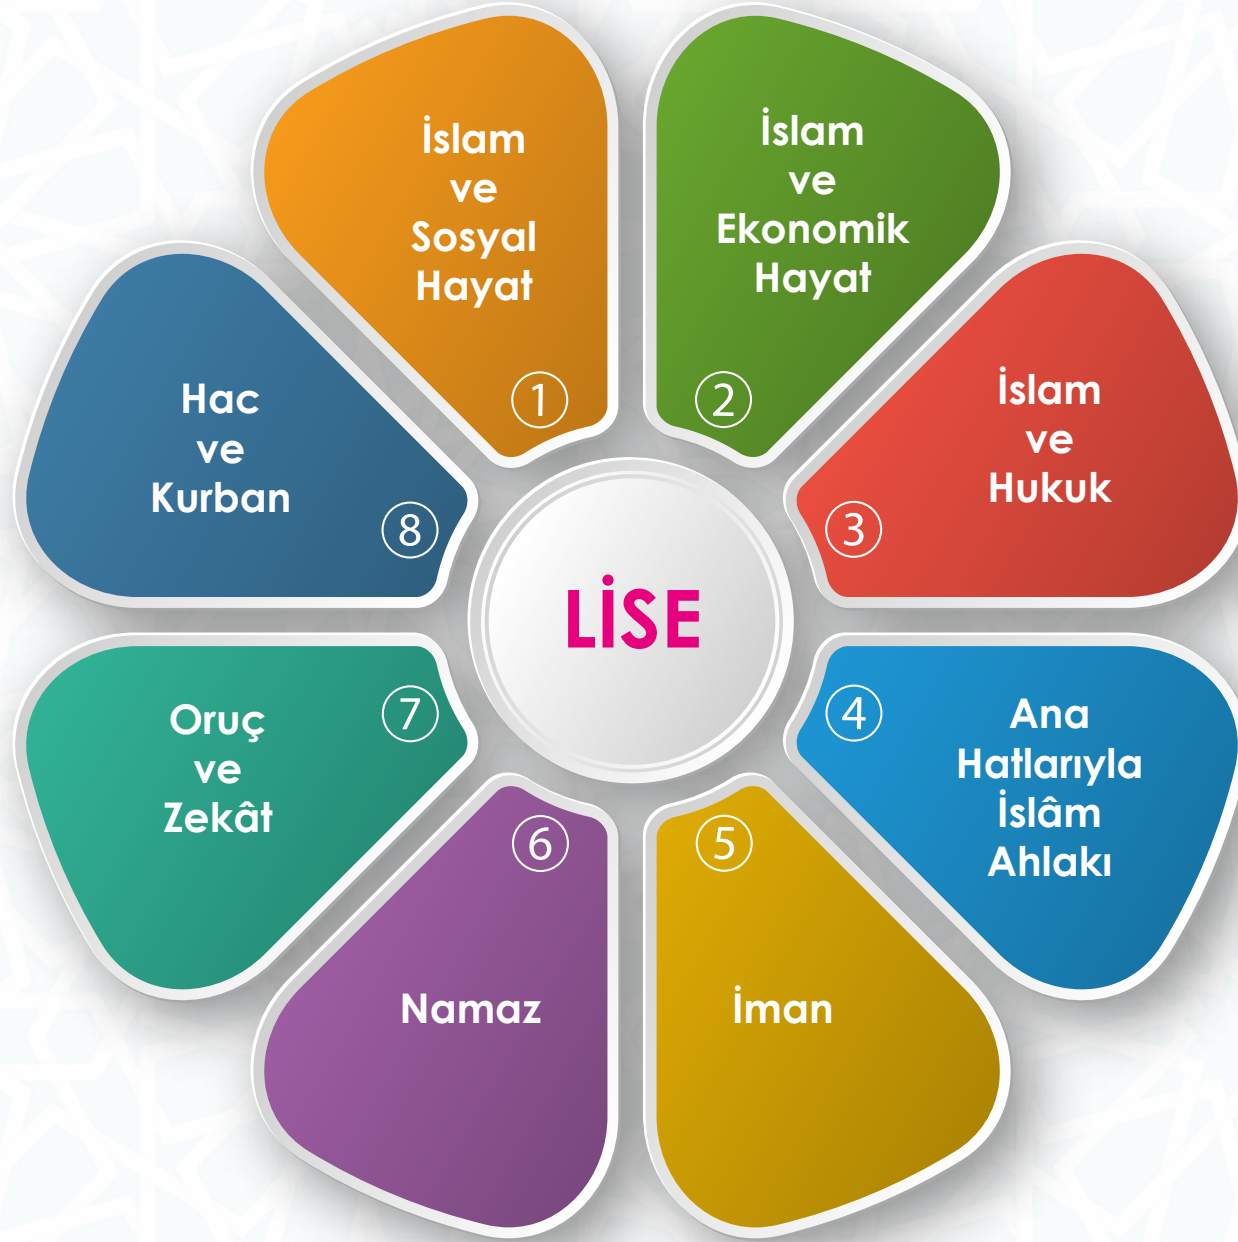 İslam
ve
Sosyal
Hayat
1
İslam
ve
Ekonomik
Hayat
2
İslam
ve
Hukuk
3
Ana
Hatlarıyla
İslâm
Ahlakı
4
İman
5
Namaz
6
Oruç
ve
Zekât
7
Hac
ve
Kurban
8
LİSE